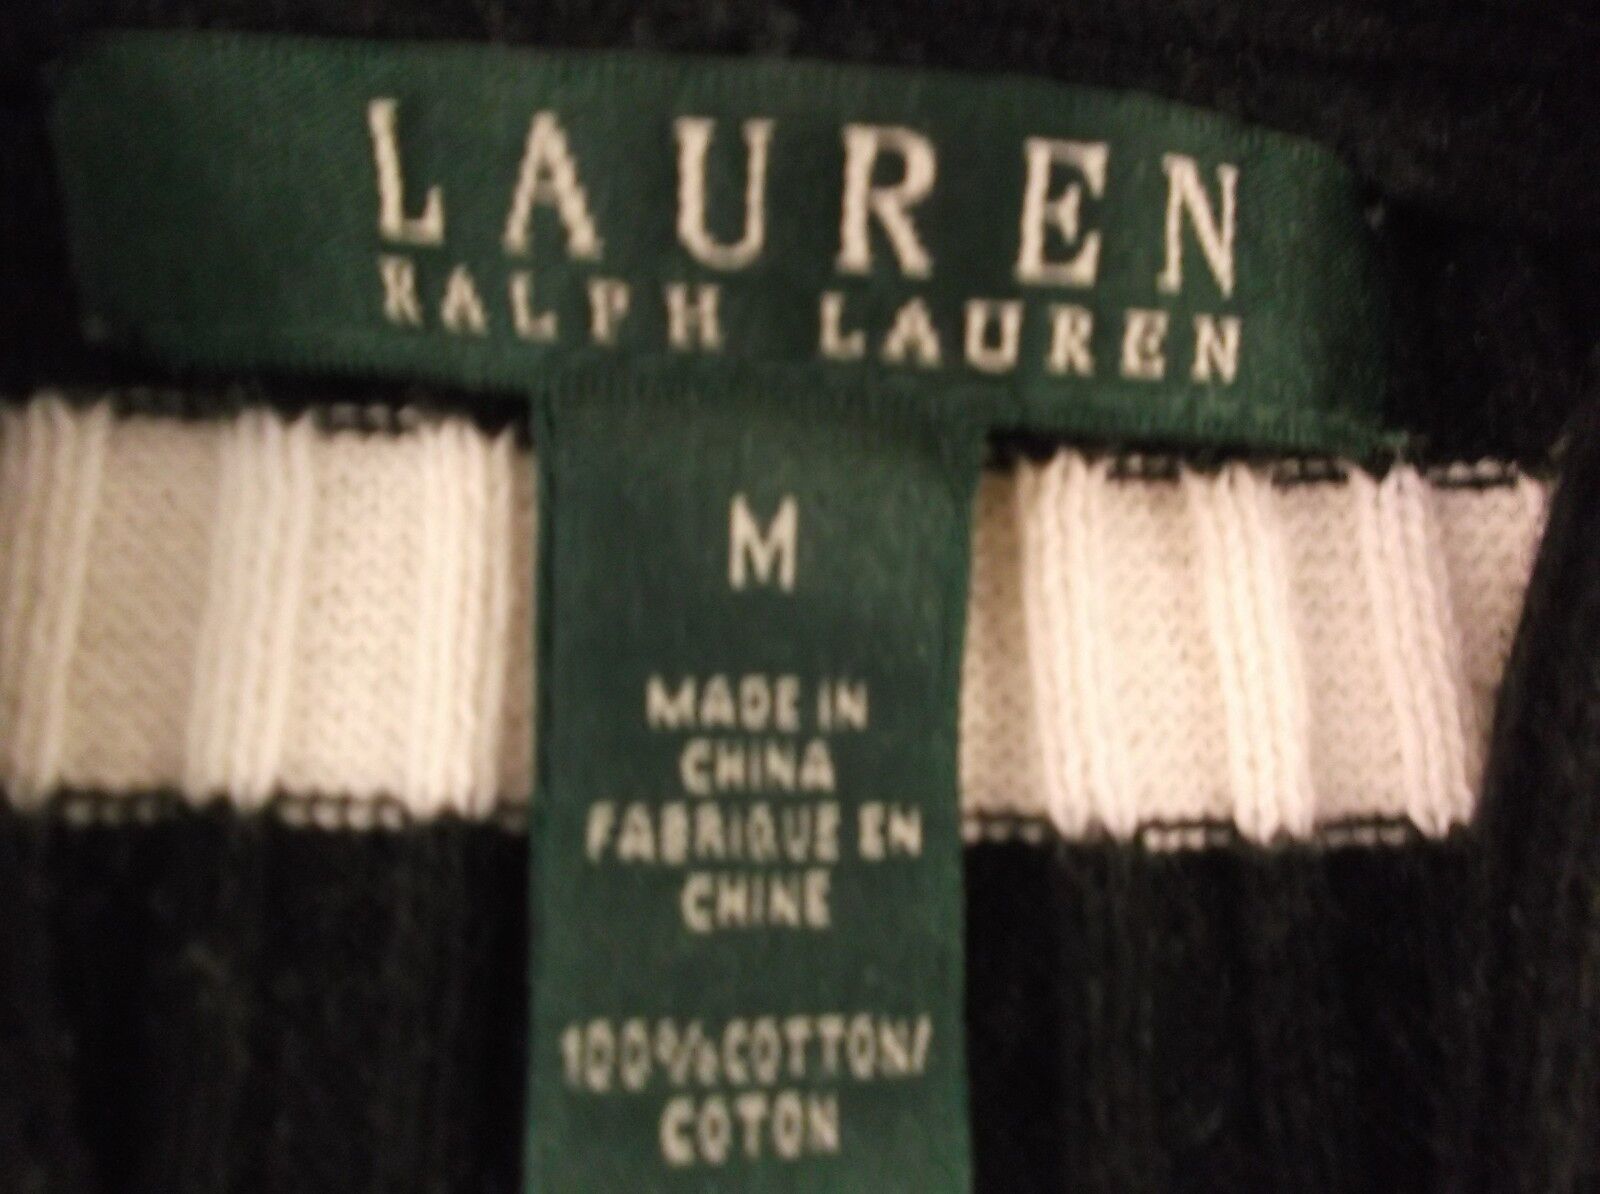 LAUREN
RALPH LAUREN
M
MADE IN
CHINA
FABRIQUE EN
CHINE
100% COTTON/
COTON